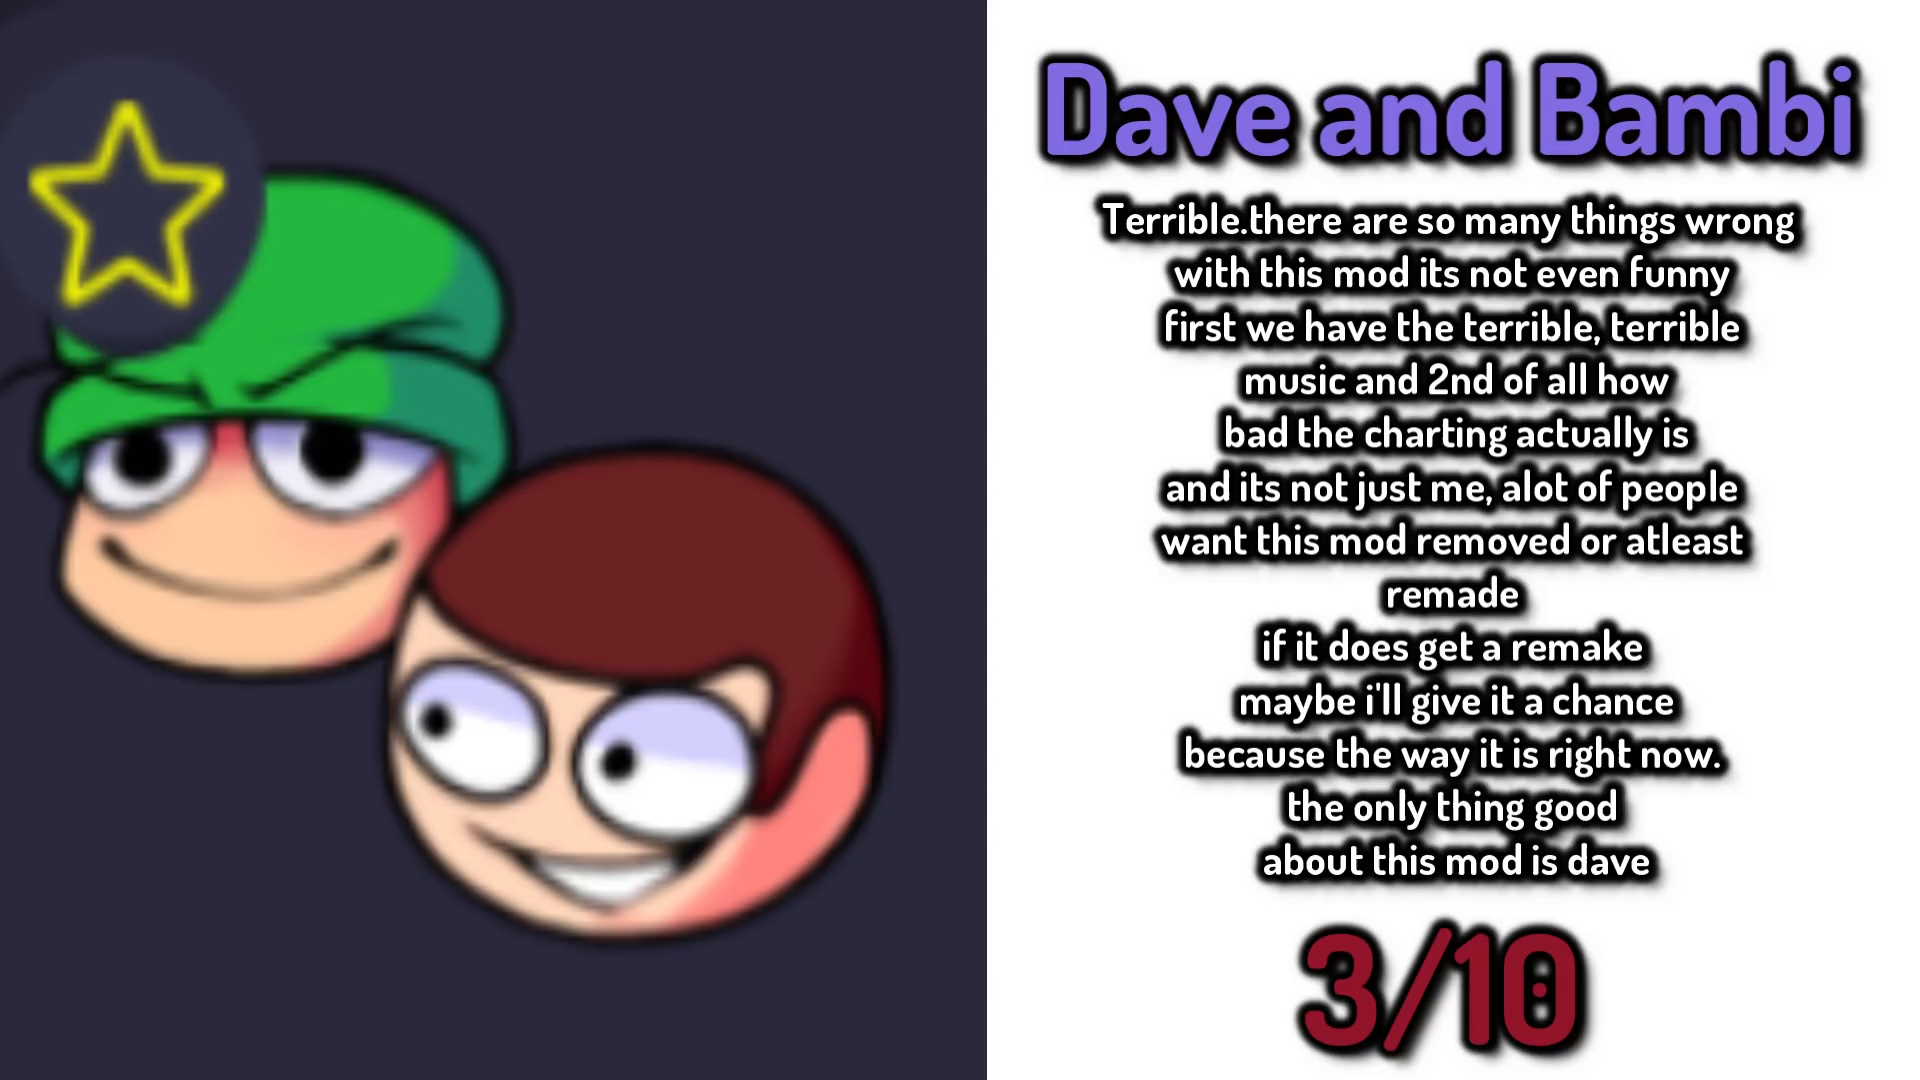 Dave and Bambi
Terrible.there are so many things wrong
with this mod its not even funny
first we have the terrible, terrible
music and 2nd of all how
bad the charting actually is
and its not just me, alot of people
want this mod removed or atleast
remade
if it does get a remake
maybe i'll give it a chance
because the way it is right now.
the only thing good
about this mod is dave
3/10